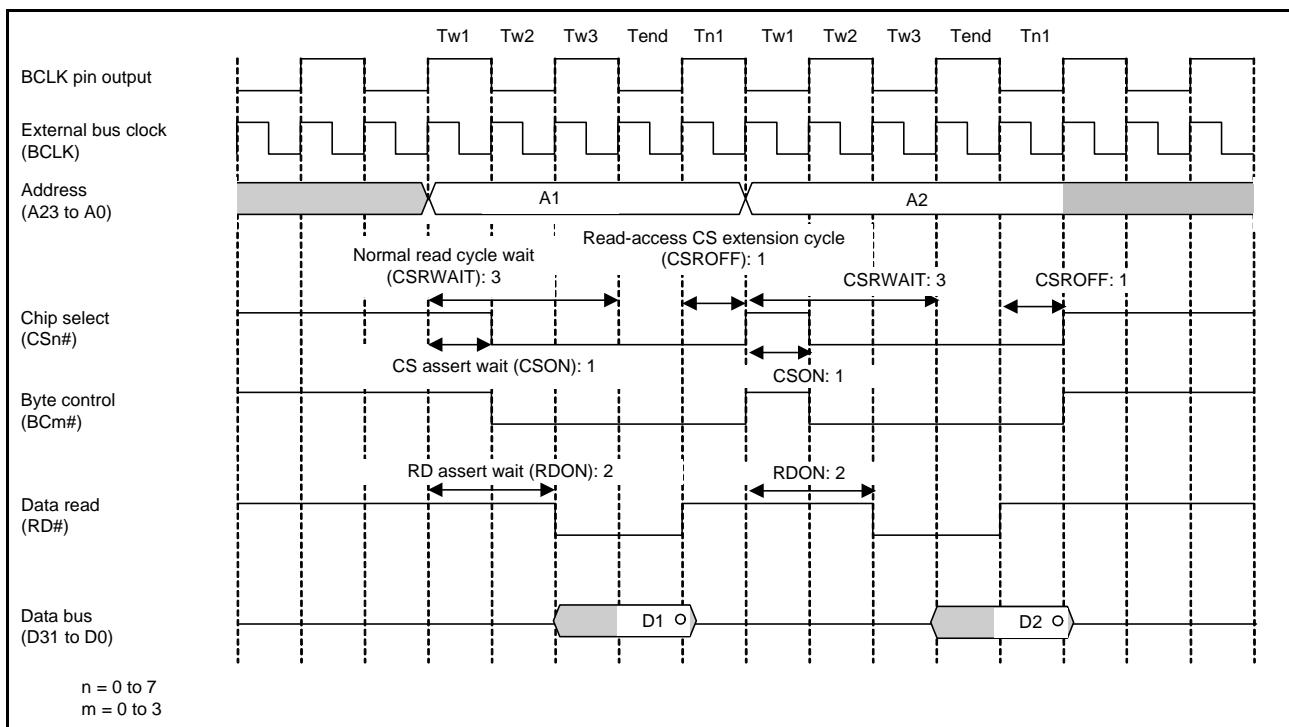 Tw1 Tw2 Tw3 Tend Tn1 Tw1 Tw2 Tw3 Tend Tn1
BCLK pin output
External bus clock
(BCLK)
Address
(A23 to A0)
A1
A2
Normal read cycle wait
(CSRWAIT): 3
Read-access CS extension cycle
(CSROFF): 1
CSRWAIT: 3
CSROFF: 1
Chip select
(CSn#)
CS assert wait (CSON): 1
CSON: 1
Byte control
(BCm#)
RD assert wait (RDON): 2
RDON: 2
Data read
(RD#)
Data bus
(D31 to D0)
D1
D2
n = 0 to 7
m = 0 to 3